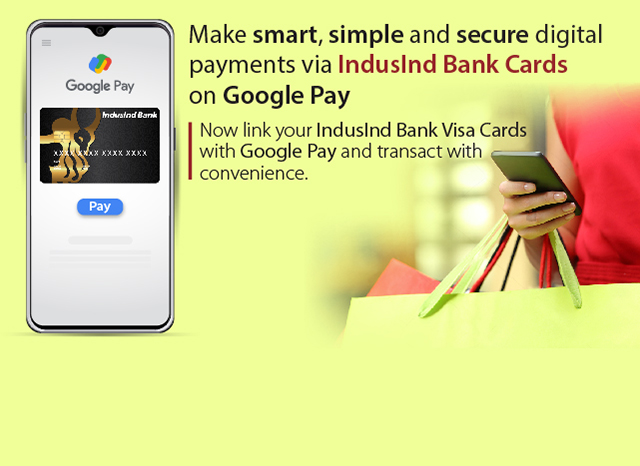 Make smart, simple and secure digital
payments via IndusInd Bank Cards
on Google Pay
Now link your IndusInd Bank Visa Cards
with Google Pay and transact with
convenience.
Google Pay
IndusInd Bank
XXXX XXXX XXXX XXXX
Pay